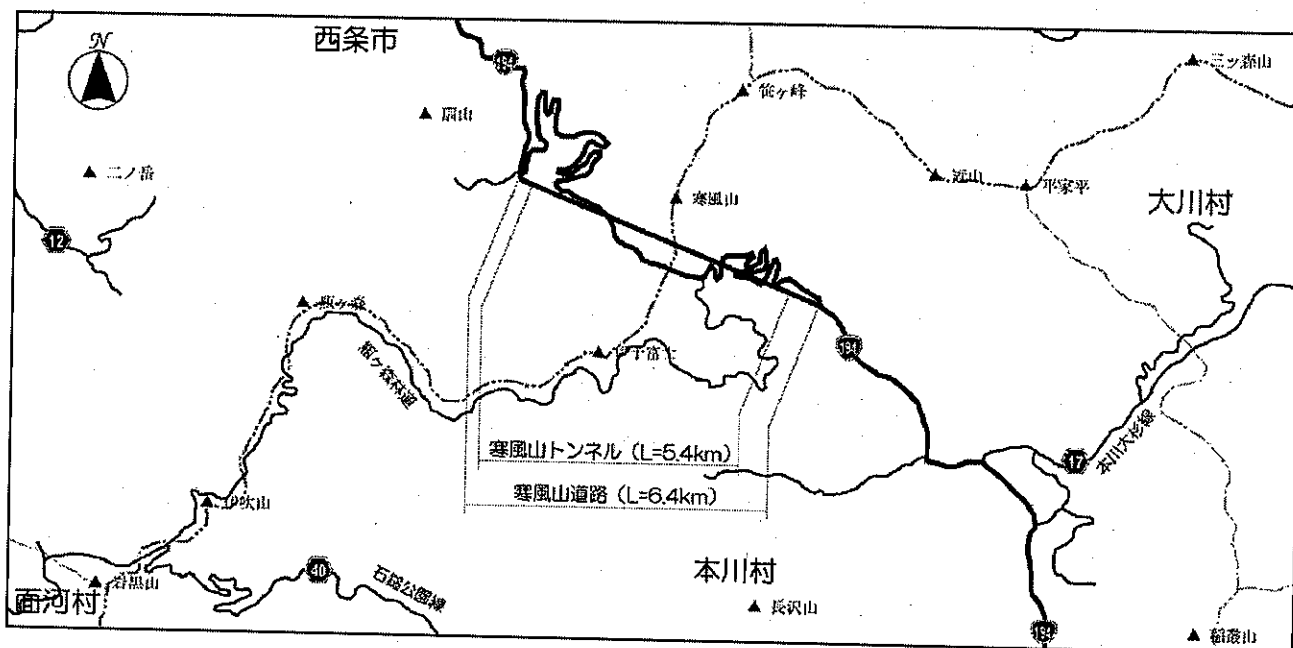 N
西条市
194
三ツ森山
笹ヶ峰
扇山
二ノ岳
平家平
寒風山
大川村
12
瓶ヶ森
伊予富士
194
瓶ヶ森林道
寒風山トンネル（L=5.4km）
17
本川大杉線
寒風山道路（L=6.4km）
伊吹山
40
本川村
岩黒山
面河村
石鎚公園線
長沢山
194
稲叢山